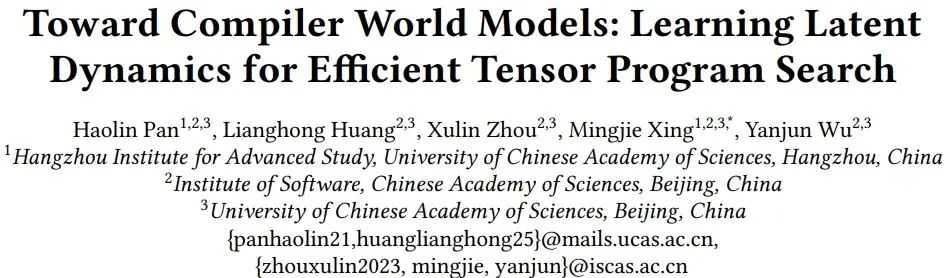 Toward Compiler World Models: Learning Latent
Dynamics for Efficient Tensor Program Search
Haolin Pan1,2,3, Lianghong Huang2,3, Xulin Zhou2,3, Mingjie Xing1,2,3,*, Yanjun Wu2,3
1Hangzhou Institute for Advanced Study, University of Chinese Academy of Sciences, Hangzhou, China
2Institute of Software, Chinese Academy of Sciences, Beijing, China
3University of Chinese Academy of Sciences, Beijing, China
{panhaolin21,huanglianghong25}@mails.ucas.ac.cn,
{zhouxulin2023, mingjie, yanjun}@iscas.ac.cn